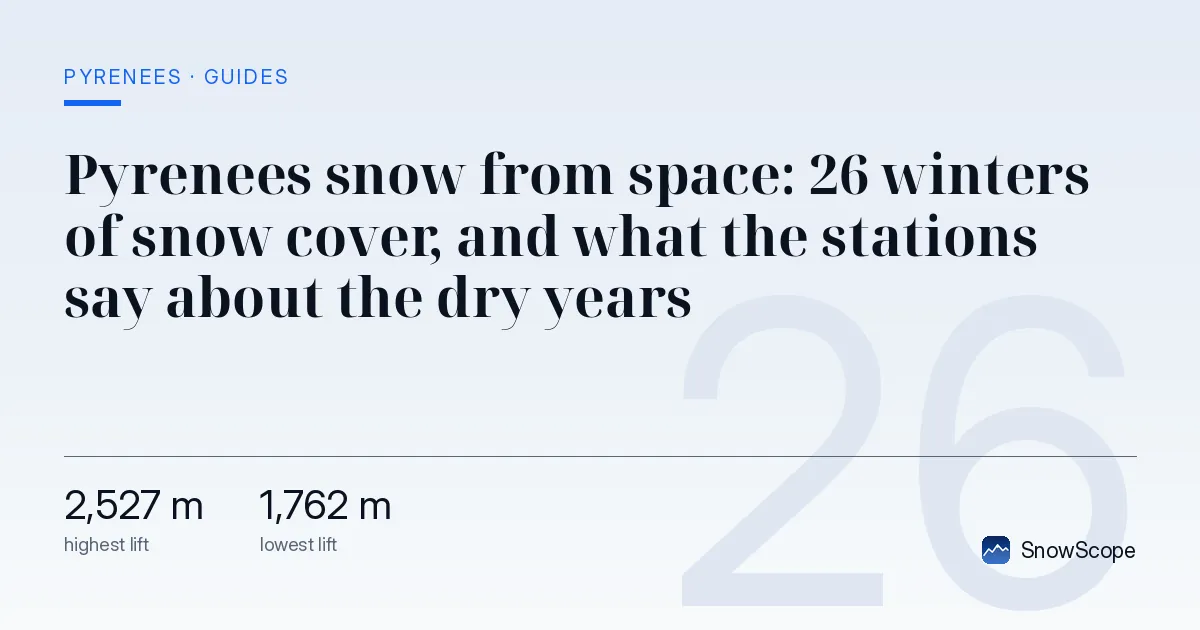 PYRENEES · GUIDES
Pyrenees snow from space: 26 winters
of snow cover, and what the stations
say about the dry years
26
2,527 m
1,762 m
highest lift
lowest lift
SnowScope